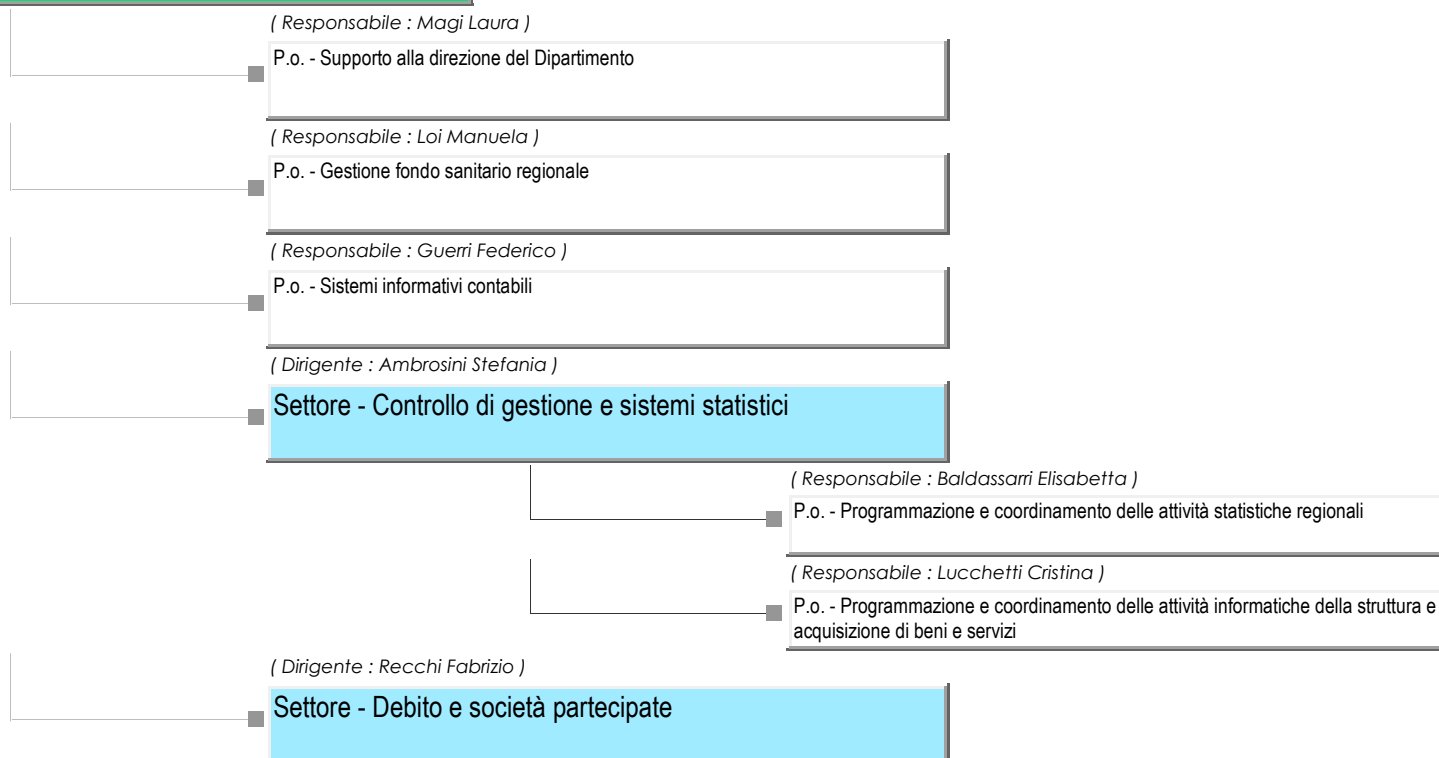 ( Responsabile : Magi Laura )
P.o. - Supporto alla direzione del Dipartimento
( Responsabile : Loi Manuela )
P.o. - Gestione fondo sanitario regionale
( Responsabile : Guerri Federico )
P.o. - Sistemi informativi contabili
( Dirigente : Ambrosini Stefania )
Settore - Controllo di gestione e sistemi statistici
( Responsabile : Baldassarri Elisabetta )
P.o. - Programmazione e coordinamento delle attività statistiche regionali
( Responsabile : Lucchetti Cristina )
P.o. - Programmazione e coordinamento delle attività informatiche della struttura e
acquisizione di beni e servizi
( Dirigente : Recchi Fabrizio )
Settore - Debito e società partecipate